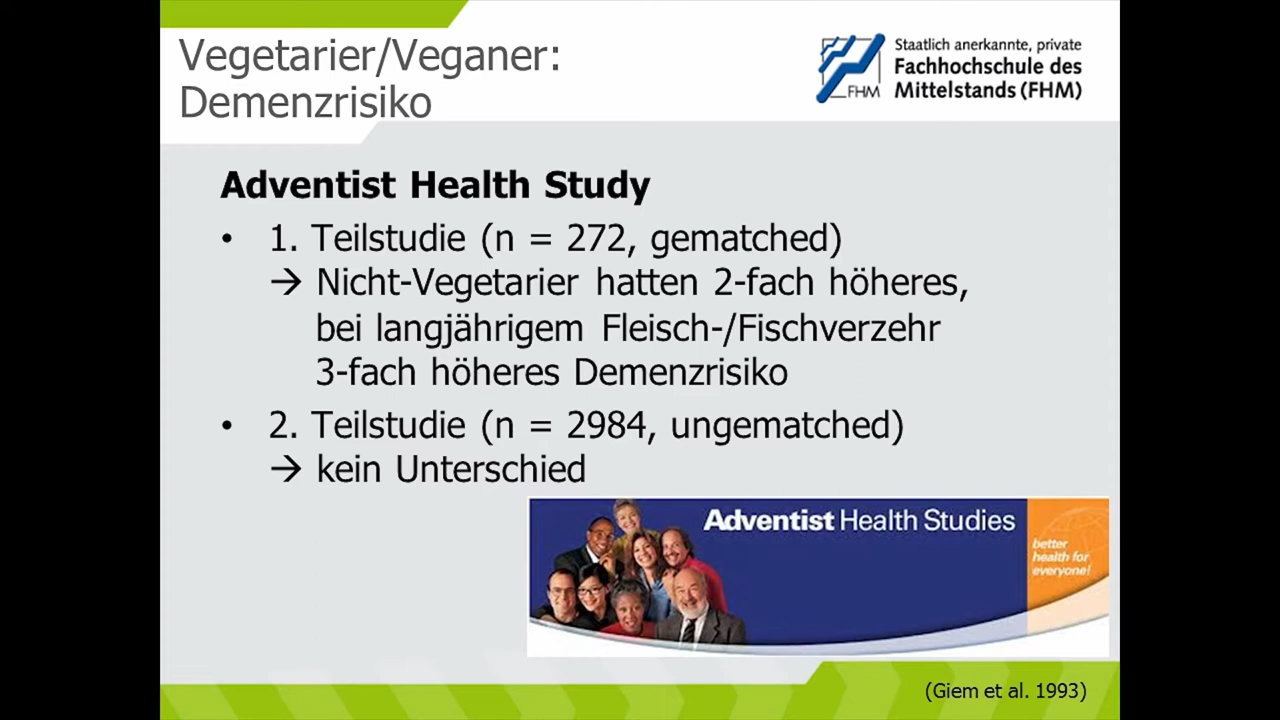 Vegetarier/Veganer:
Demenzrisiko
Staatlich anerkannte, private
Fachhochschule des
Mittelstands (FHM)
FHM
Adventist Health Study
• 1. Teilstudie (n = 272, gematched)
→ Nicht-Vegetarier hatten 2-fach höheres,
bei langjährigem Fleisch-/Fischverzehr
3-fach höheres Demenzrisiko
• 2. Teilstudie (n = 2984, ungematched)
→ kein Unterschied
Adventist Health Studies
better
health for
everyone!
(Giem et al. 1993)